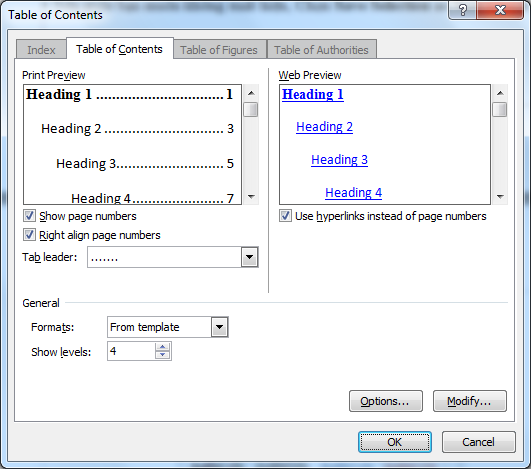 Table of Contents
Index
Table of Contents
Table of Figures
Table of Authorities
Print Preview
Heading 1 ................................ 1
Heading 2 ............................. 3
Heading 3............................ 5
Heading 4......................... 7
Show page numbers
Right align page numbers
Tab leader: .......
Web Preview
Heading 1
Heading 2
Heading 3
Heading 4
Use hyperlinks instead of page numbers
General
Formats: From template
Show levels: 4
Options...
Modify...
OK
Cancel